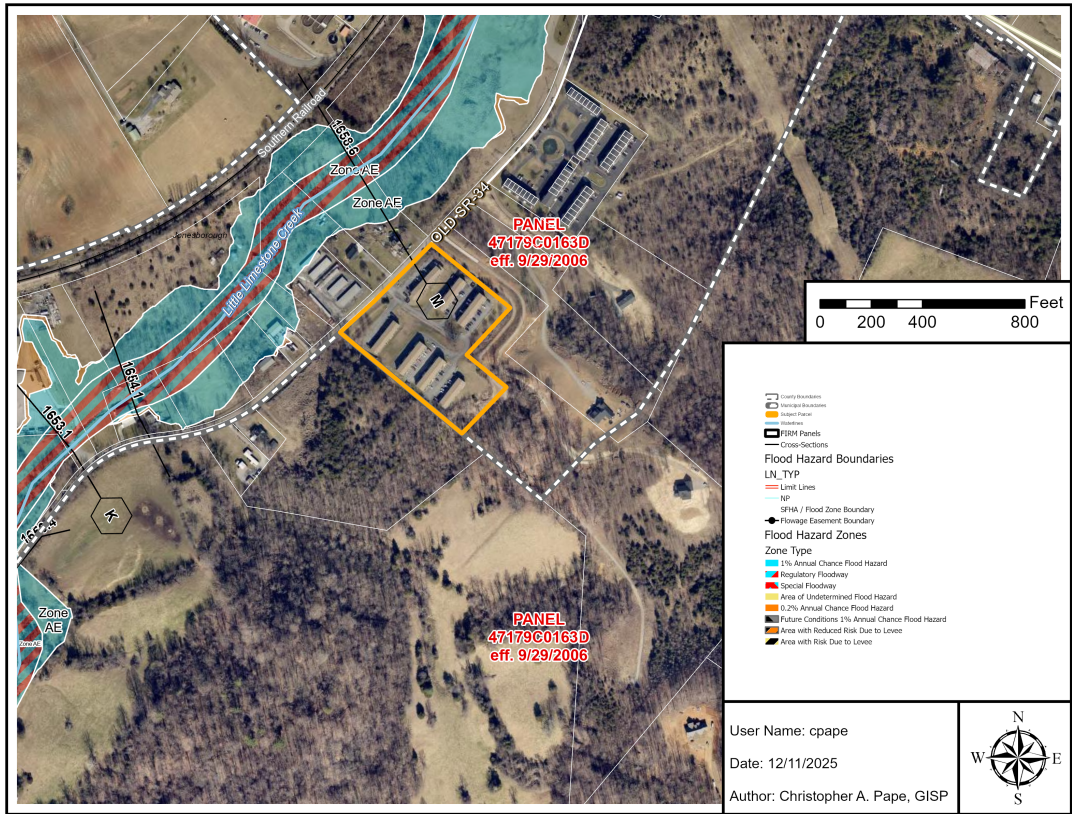 Southern Railroad
1658.6
Zone AE
Zone AE
OLD-SR-34
Jonesborough
Little Limestone Creek
PANEL
47179C0163D
eff. 9/29/2006
M
1654.1
1653.1
K
Zone
AE
Zone AE
PANEL
47179C0163D
eff. 9/29/2006
Feet
0 200 400 800
County Boundaries
Municipal Boundaries
Subject Parcel
Waterlines
FIRM Panels
Cross-Sections
Flood Hazard Boundaries
LN_TYP
Limit Lines
NP
SFHA / Flood Zone Boundary
Flowage Easement Boundary
Flood Hazard Zones
Zone Type
1% Annual Chance Flood Hazard
Regulatory Floodway
Special Floodway
Area of Undetermined Flood Hazard
0.2% Annual Chance Flood Hazard
Future Conditions 1% Annual Chance Flood Hazard
Area with Reduced Risk Due to Levee
Area with Risk Due to Levee
User Name: cpape
Date: 12/11/2025
Author: Christopher A. Pape, GISP
N
W E
S